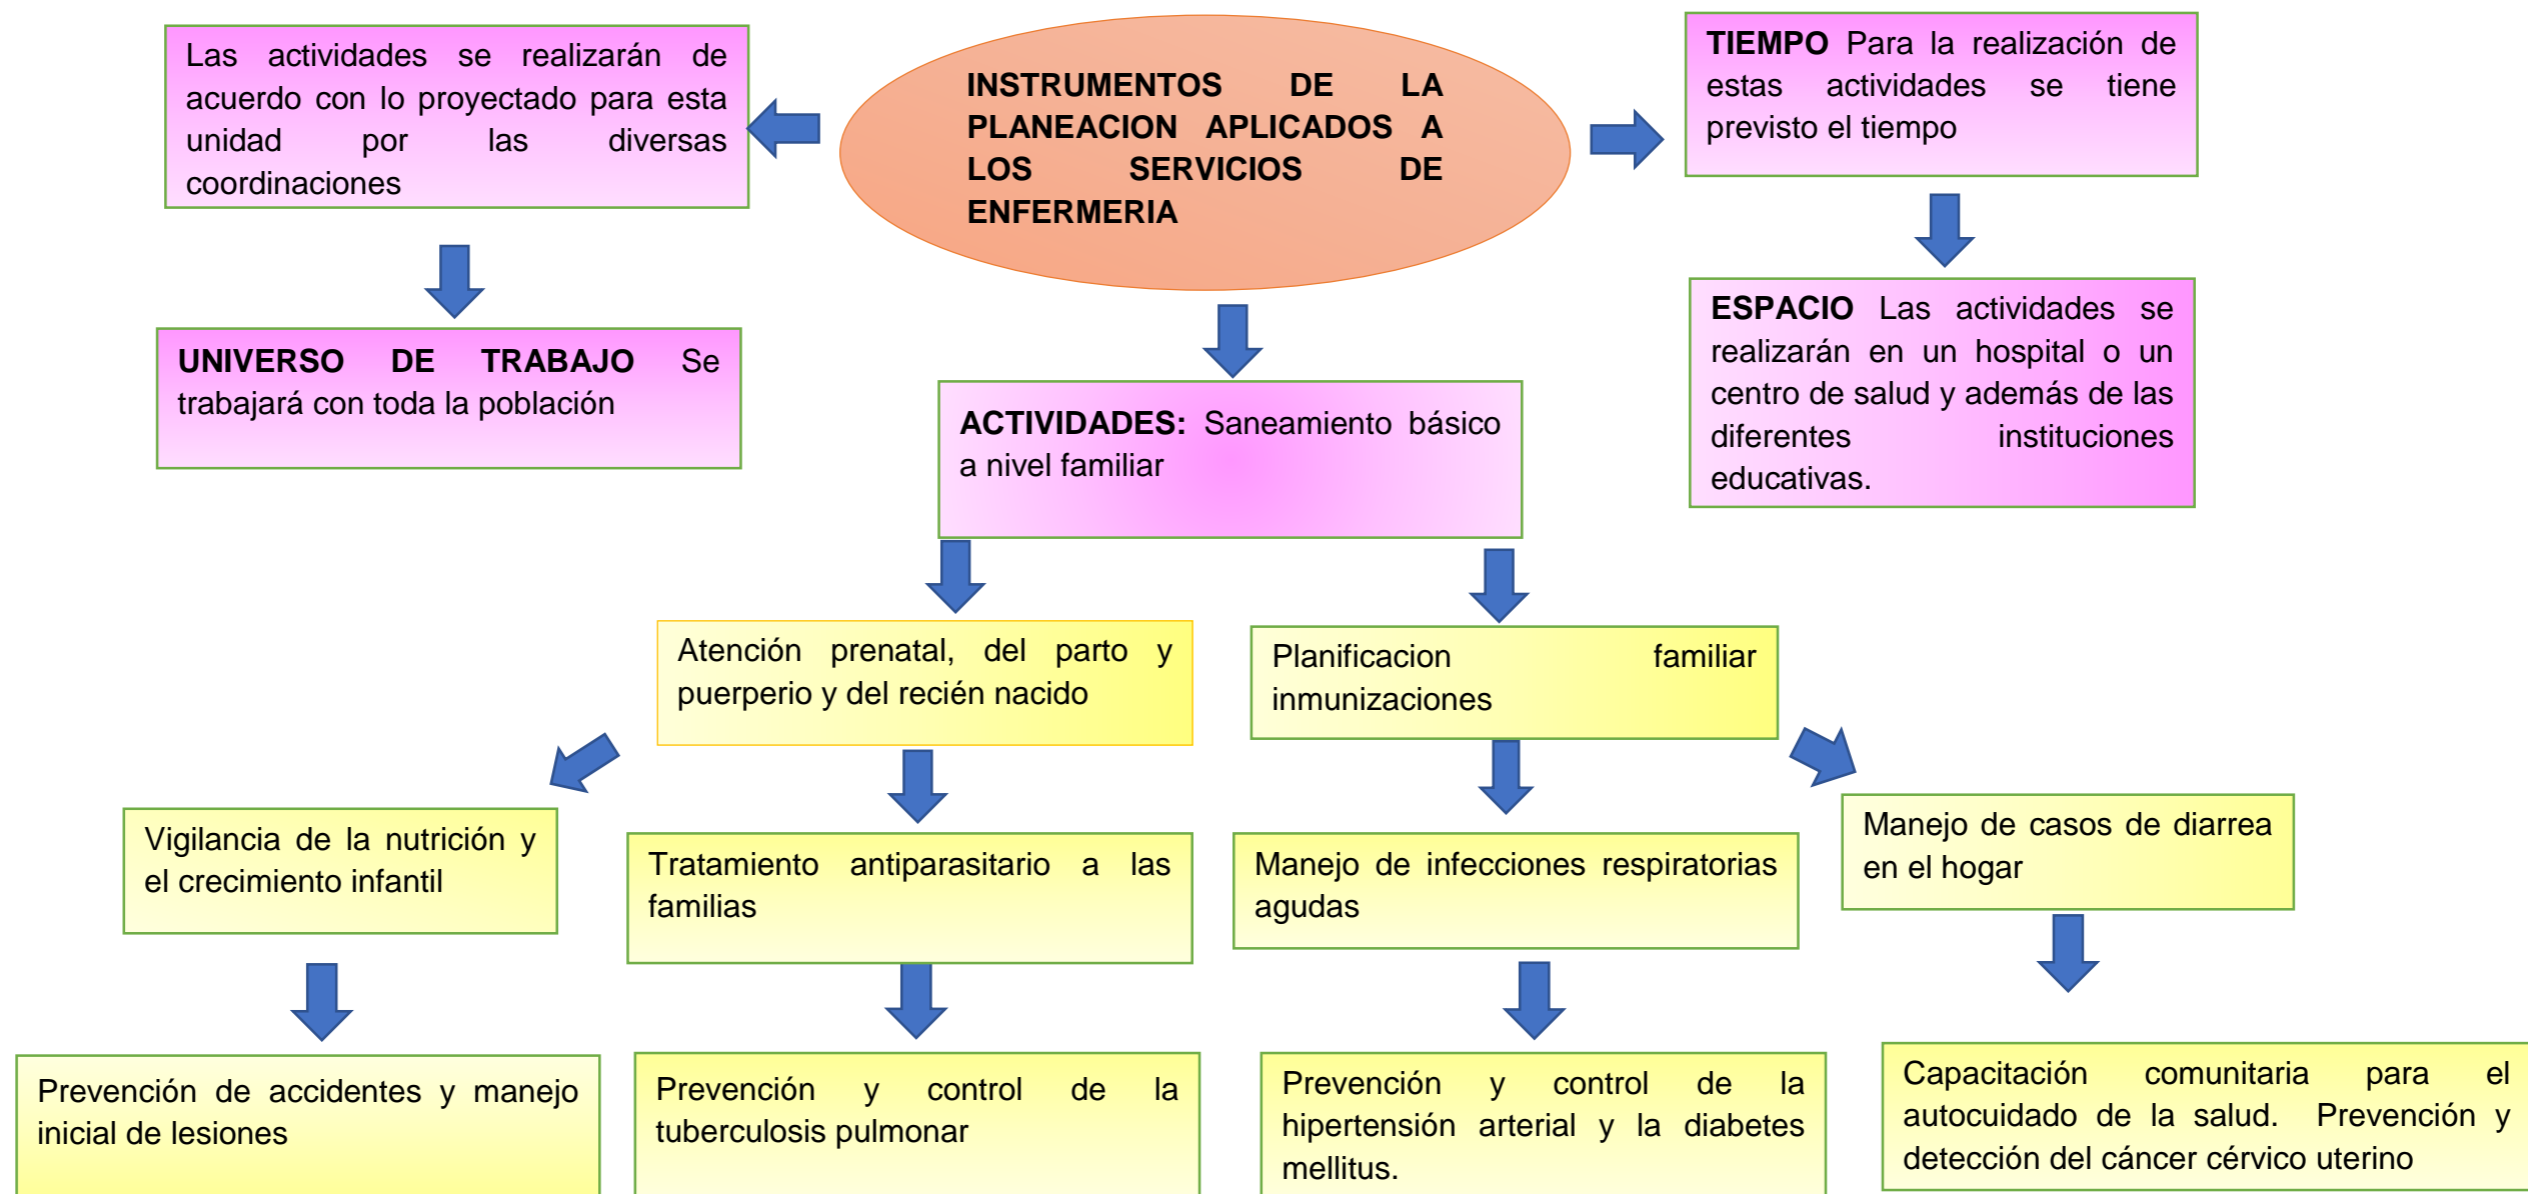 Las actividades se realizarán de
acuerdo con lo proyectado para esta
unidad por las diversas
coordinaciones
INSTRUMENTOS DE LA
PLANEACION APLICADOS A
LOS SERVICIOS DE
ENFERMERIA
TIEMPO Para la realización de
estas actividades se tiene
previsto el tiempo
UNIVERSO DE TRABAJO Se
trabajará con toda la población
ACTIVIDADES: Saneamiento básico
a nivel familiar
ESPACIO Las actividades se
realizarán en un hospital o un
centro de salud y además de las
diferentes instituciones
educativas.
Atención prenatal, del parto y
puerperio y del recién nacido
Planificacion familiar
inmunizaciones
Vigilancia de la nutrición y
el crecimiento infantil
Tratamiento antiparasitario a las
familias
Manejo de infecciones respiratorias
agudas
Manejo de casos de diarrea
en el hogar
Prevención de accidentes y manejo
inicial de lesiones
Prevención y control de la
tuberculosis pulmonar
Prevención y control de la
hipertensión arterial y la diabetes
mellitus.
Capacitación comunitaria para el
autocuidado de la salud. Prevención y
detección del cáncer cérvico uterino